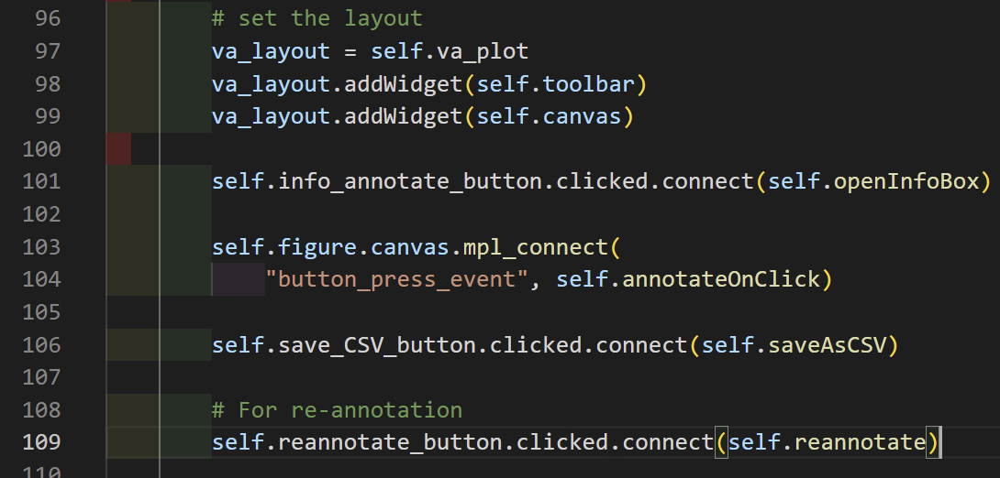 96 # set the layout
97 va_layout = self.va_plot
98 va_layout.addWidget(self.toolbar)
99 va_layout.addWidget(self.canvas)
100
101 self.info_annotate_button.clicked.connect(self.openInfoBox)
102
103 self.figure.canvas.mpl_connect(
104 "button_press_event", self.annotateOnClick)
105
106 self.save_CSV_button.clicked.connect(self.saveAsCSV)
107
108 # For re-annotation
109 self.reannotate_button.clicked.connect(self.reannotate)
110